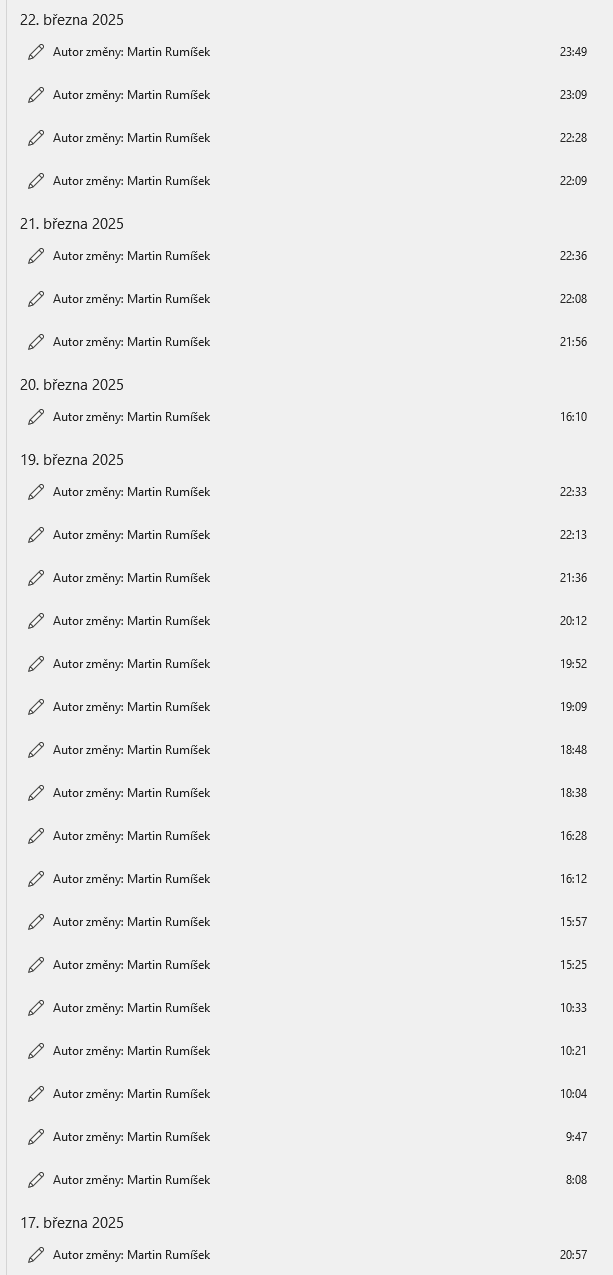 22. března 2025
Autor změny: Martin Rumíšek 23:49
Autor změny: Martin Rumíšek 23:09
Autor změny: Martin Rumíšek 22:28
Autor změny: Martin Rumíšek 22:09
21. března 2025
Autor změny: Martin Rumíšek 22:36
Autor změny: Martin Rumíšek 22:08
Autor změny: Martin Rumíšek 21:56
20. března 2025
Autor změny: Martin Rumíšek 16:10
19. března 2025
Autor změny: Martin Rumíšek 22:33
Autor změny: Martin Rumíšek 22:13
Autor změny: Martin Rumíšek 21:36
Autor změny: Martin Rumíšek 20:12
Autor změny: Martin Rumíšek 19:52
Autor změny: Martin Rumíšek 19:09
Autor změny: Martin Rumíšek 18:48
Autor změny: Martin Rumíšek 18:38
Autor změny: Martin Rumíšek 16:28
Autor změny: Martin Rumíšek 16:12
Autor změny: Martin Rumíšek 15:57
Autor změny: Martin Rumíšek 15:25
Autor změny: Martin Rumíšek 10:33
Autor změny: Martin Rumíšek 10:21
Autor změny: Martin Rumíšek 10:04
Autor změny: Martin Rumíšek 9:47
Autor změny: Martin Rumíšek 8:08
17. března 2025
Autor změny: Martin Rumíšek 20:57